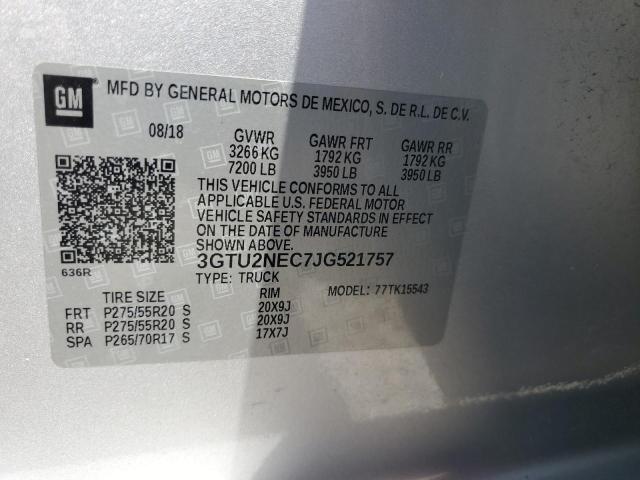 GM MFD BY GENERAL MOTORS DE MEXICO, S. DE R.L. DE C.V.
08/18 GVWR GAWR FRT GAWR RR
3266 KG 1792 KG 1792 KG
7200 LB 3950 LB 3950 LB
THIS VEHICLE CONFORMS TO ALL
APPLICABLE U.S. FEDERAL MOTOR
VEHICLE SAFETY STANDARDS IN EFFECT
ON THE DATE OF MANUFACTURE
SHOWN ABOVE.
636R
3GTU2NEC7JG521757
TYPE: TRUCK
TIRE SIZE RIM MODEL: 77TK15543
FRT P275/55R20 S 20X9J
RR P275/55R20 S 20X9J
SPA P265/70R17 S 17X7J